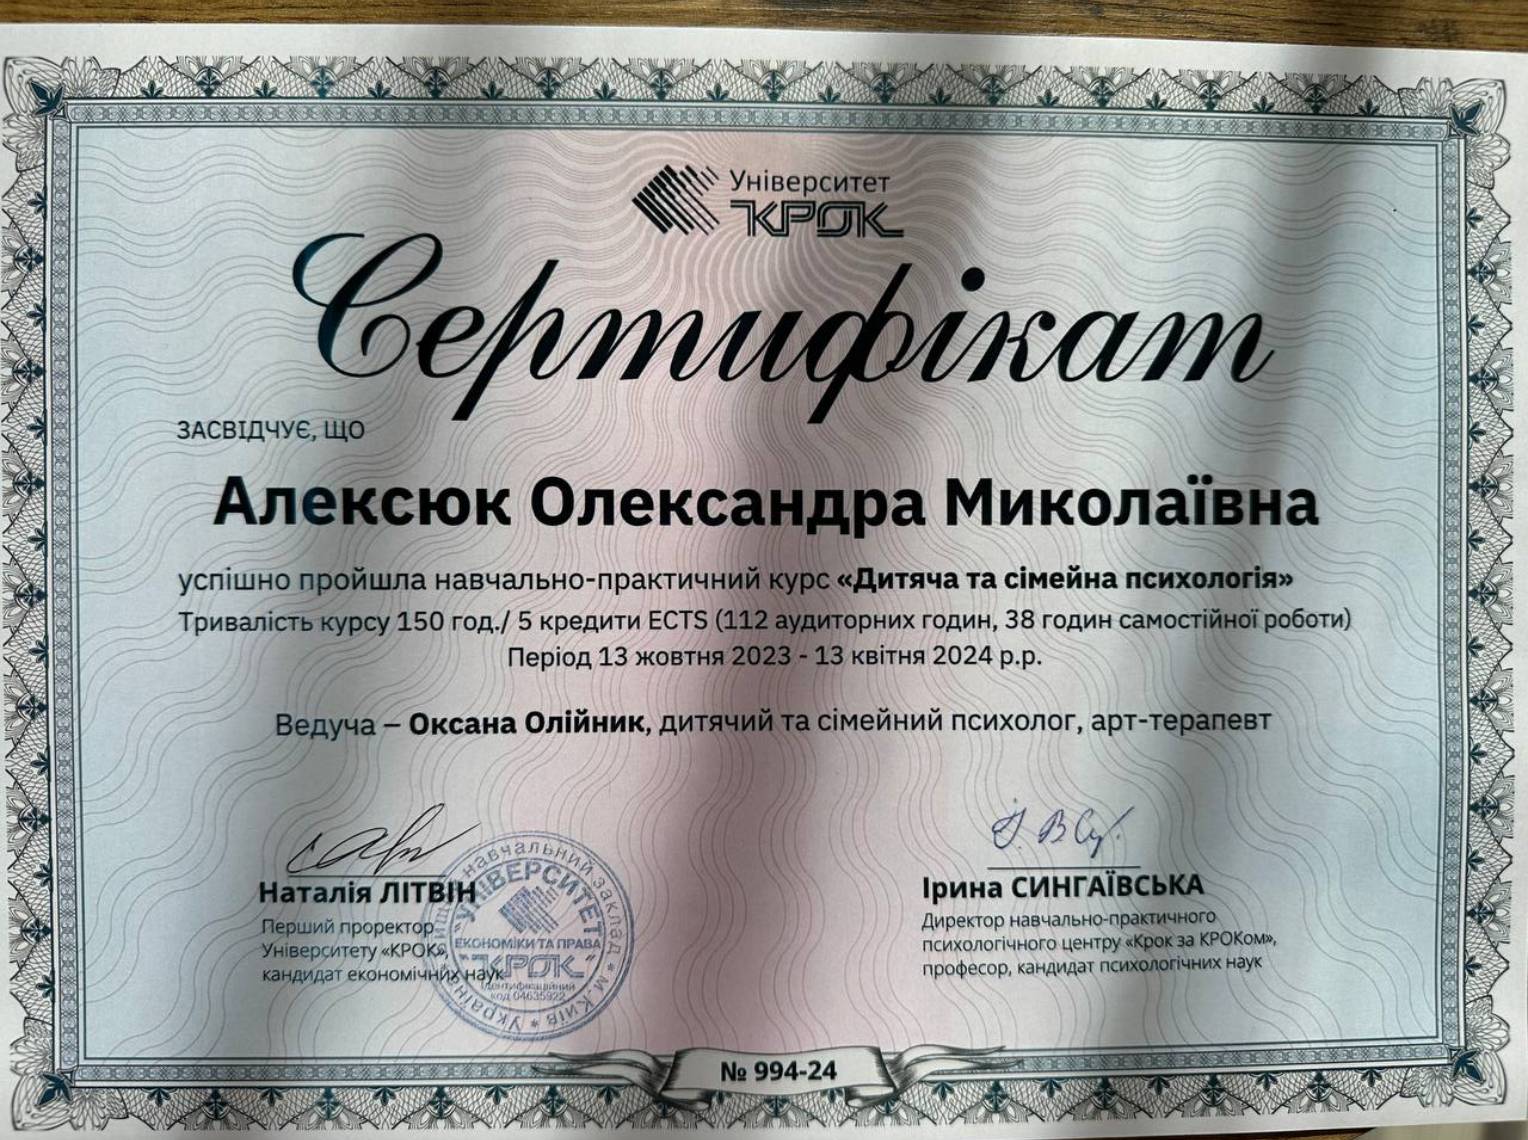 Університет
КРОК
Сертифікат
ЗАСВІДЧУЄ, ЩО
Алексюк Олександра Миколаївна
успішно пройшла навчально-практичний курс «Дитяча та сімейна психологія»
Тривалість курсу 150 год./ 5 кредити ECTS (112 аудиторних годин, 38 годин самостійної роботи)
Період 13 жовтня 2023 - 13 квітня 2024 р.р.
Ведуча – Оксана Олійник, дитячий та сімейний психолог, арт-терапевт
Наталія ЛІТВІН
Перший проректор
Університету «КРОК»,
кандидат економічних наук
Ірина СИНГАЇВСЬКА
Директор навчально-практичного
психологічного центру «Крок за КРОКом»,
професор, кандидат психологічних наук
Україна * м.Київ *
вищий навчальний заклад
"УНІВЕРСИТЕТ
ЕКОНОМІКИ ТА ПРАВА
"КРОК"
Ідентифікаційний
код 04635922
№ 994-24